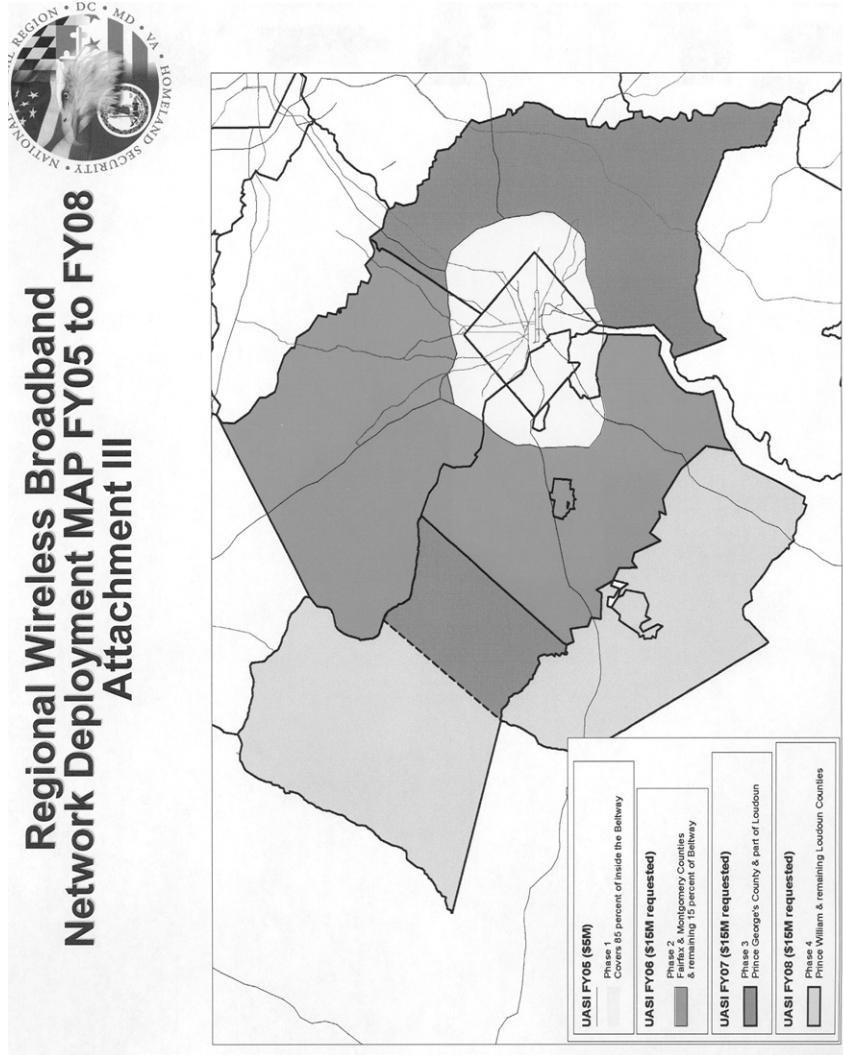 NATIONAL
REGION • DC • MD • VA • HOMELAND SECURITY •
Regional Wireless Broadband
Network Deployment MAP FY05 to FY08
Attachment III
UASI FY05 ($5M)
Phase 1
Covers 85 percent of inside the Beltway
UASI FY06 ($15M requested)
Phase 2
Fairfax & Montgomery Counties
& remaining 15 percent of Beltway
UASI FY07 ($15M requested)
Phase 3
Prince George's County & part of Loudoun
UASI FY08 ($15M requested)
Phase 4
Prince William & remaining Loudoun Counties